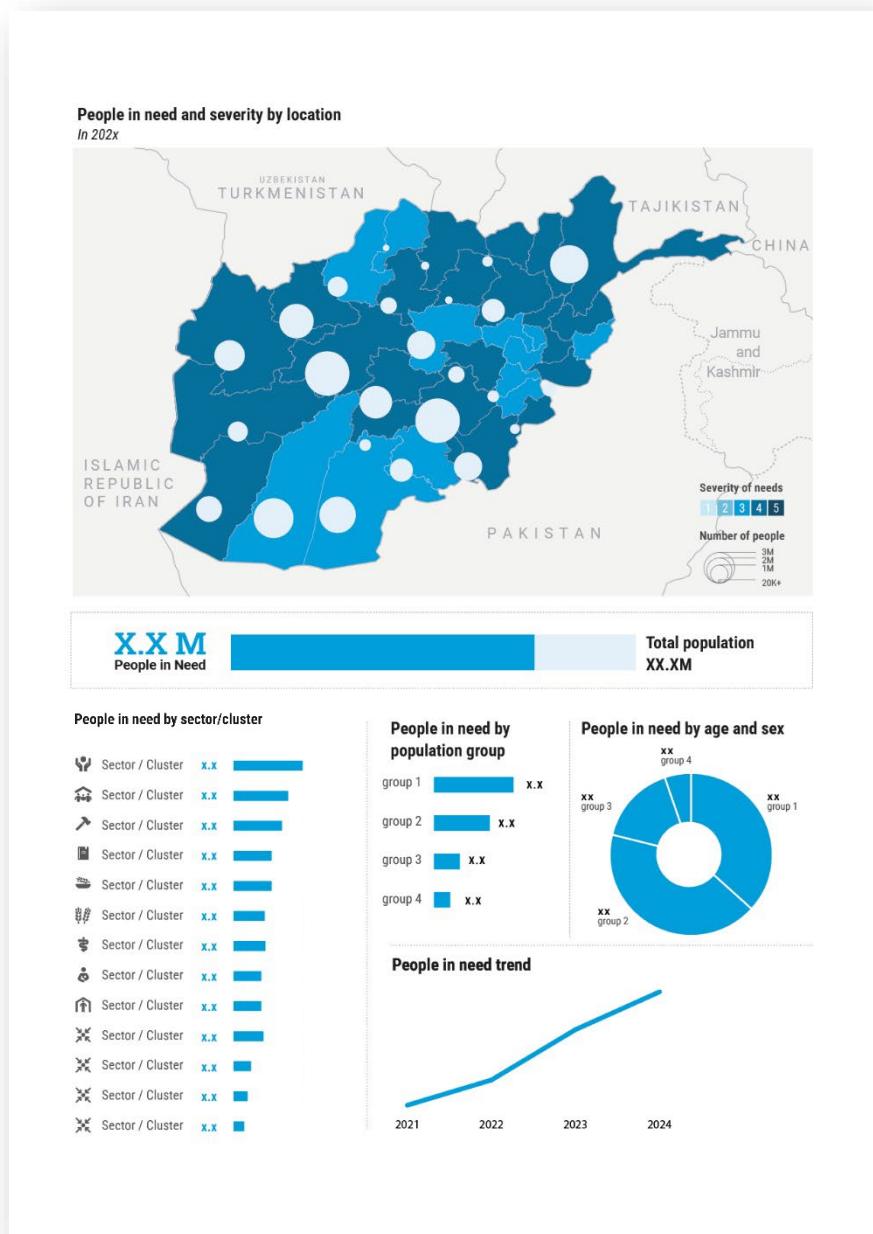 People in need and severity by location
In 202x
UZBEKISTAN
TURKMENISTAN
TAJIKISTAN
CHINA
Jammu
and
Kashmir
ISLAMIC
REPUBLIC
OF IRAN
PAKISTAN
Severity of needs
1 2 3 4 5
Number of people
3M
2M
1M
20K+
X.X M
People in Need
Total population
XX.XM
People in need by sector/cluster
Sector / Cluster x.x
Sector / Cluster x.x
Sector / Cluster x.x
Sector / Cluster x.x
Sector / Cluster x.x
Sector / Cluster x.x
Sector / Cluster x.x
Sector / Cluster x.x
Sector / Cluster x.x
Sector / Cluster x.x
Sector / Cluster x.x
Sector / Cluster x.x
Sector / Cluster x.x
People in need by
population group
group 1 x.x
group 2 x.x
group 3 x.x
group 4 x.x
People in need by age and sex
xx
group 4
xx
group 1
xx
group 3
xx
group 2
People in need trend
2021 2022 2023 2024